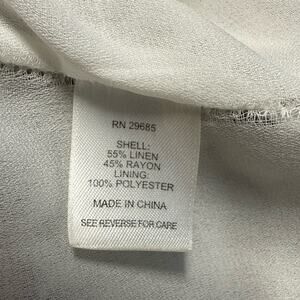 RN 29685
SHELL:
55% LINEN
45% RAYON
LINING:
100% POLYESTER
MADE IN CHINA
SEE REVERSE FOR CARE